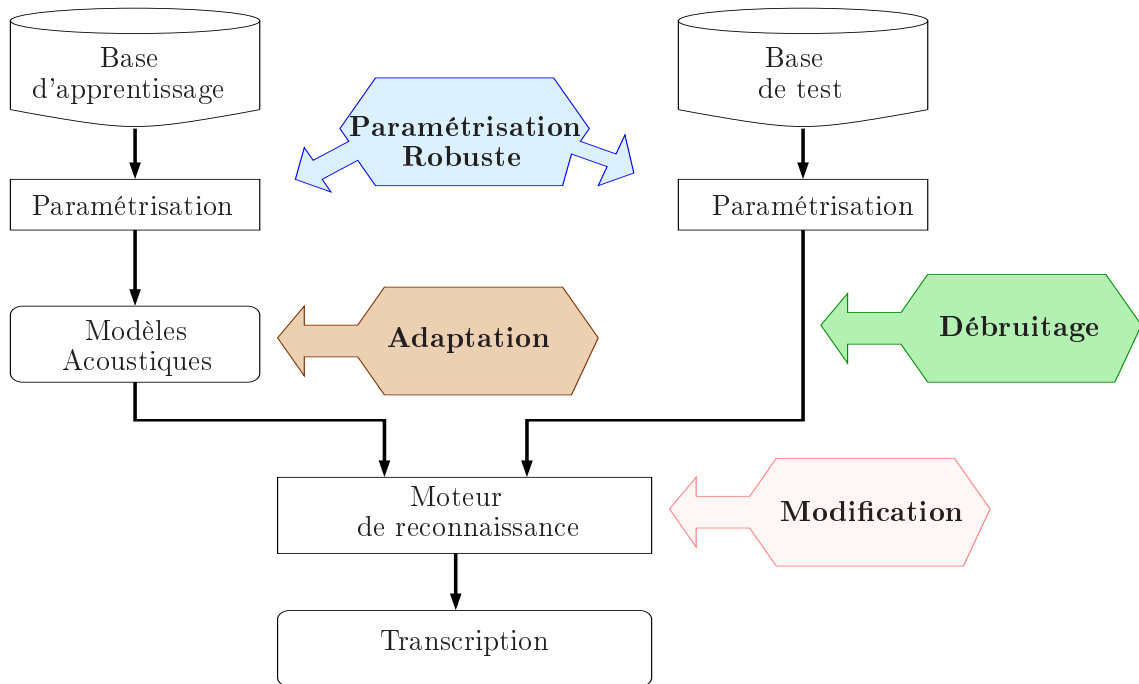 Base
d'apprentissage
Base
de test
Paramétrisation
Robuste
Paramétrisation
Paramétrisation
Modèles
Acoustiques
Adaptation
Débruitage
Moteur
de reconnaissance
Modification
Transcription